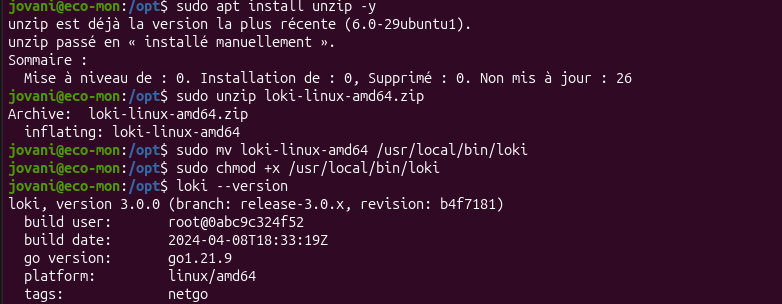 jovani@eco-mon:/opt$ sudo apt install unzip -y
unzip est déjà la version la plus récente (6.0-29ubuntu1).
unzip passé en « installé manuellement ».
Sommaire :
  Mise à niveau de : 0. Installation de : 0, Supprimé : 0. Non mis à jour : 26
jovani@eco-mon:/opt$ sudo unzip loki-linux-amd64.zip
Archive:  loki-linux-amd64.zip
  inflating: loki-linux-amd64
jovani@eco-mon:/opt$ sudo mv loki-linux-amd64 /usr/local/bin/loki
jovani@eco-mon:/opt$ sudo chmod +x /usr/local/bin/loki
jovani@eco-mon:/opt$ loki --version
loki, version 3.0.0 (branch: release-3.0.x, revision: b4f7181)
  build user:       root@0abc9c324f52
  build date:       2024-04-08T18:33:19Z
  go version:       go1.21.9
  platform:         linux/amd64
  tags:             netgo